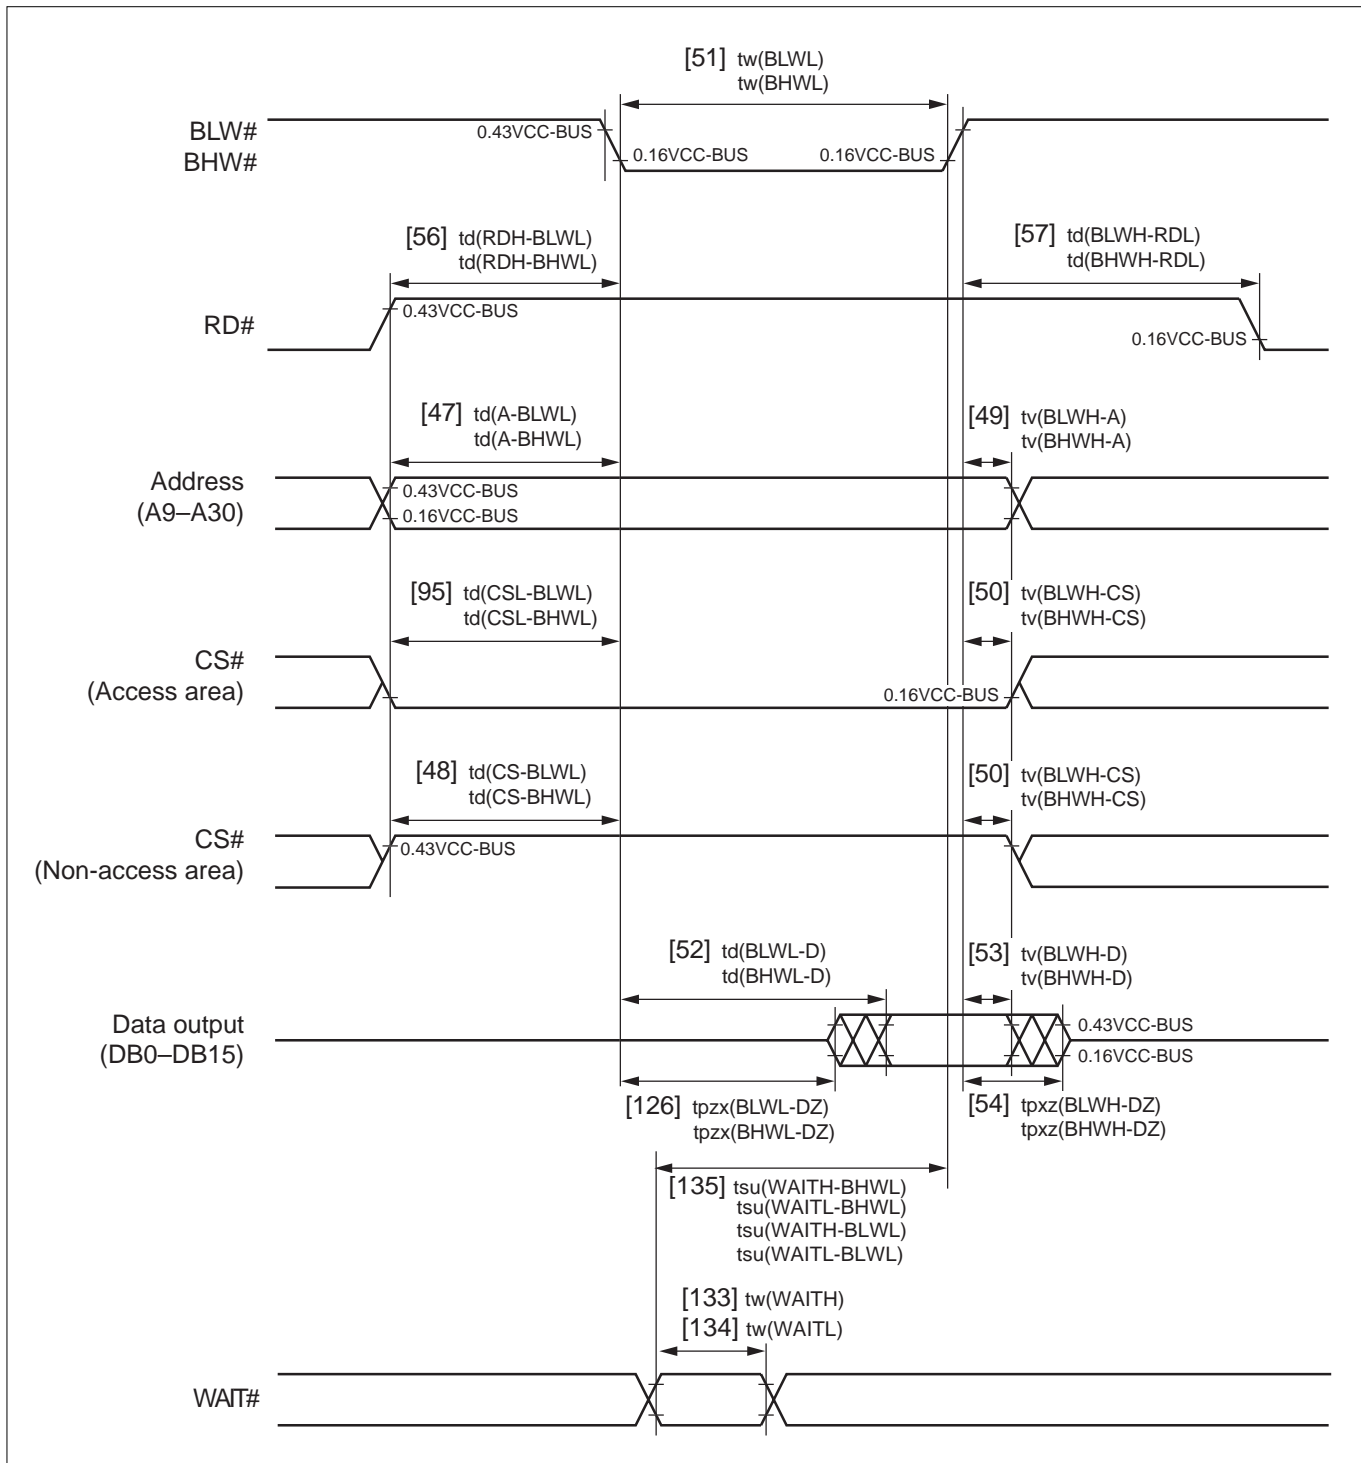 [51] tw(BLWL)
tw(BHWL)
BLW#
BHW#
0.43VCC-BUS
0.16VCC-BUS
0.16VCC-BUS
[56] td(RDH-BLWL)
td(RDH-BHWL)
[57] td(BLWH-RDL)
td(BHWH-RDL)
RD#
0.43VCC-BUS
0.16VCC-BUS
[47] td(A-BLWL)
td(A-BHWL)
[49] tv(BLWH-A)
tv(BHWH-A)
Address
(A9–A30)
0.43VCC-BUS
0.16VCC-BUS
[95] td(CSL-BLWL)
td(CSL-BHWL)
[50] tv(BLWH-CS)
tv(BHWH-CS)
CS#
(Access area)
0.16VCC-BUS
[48] td(CS-BLWL)
td(CS-BHWL)
[50] tv(BLWH-CS)
tv(BHWH-CS)
CS#
(Non-access area)
0.43VCC-BUS
[52] td(BLWL-D)
td(BHWL-D)
[53] tv(BLWH-D)
tv(BHWH-D)
Data output
(DB0–DB15)
0.43VCC-BUS
0.16VCC-BUS
[126] tpzx(BLWL-DZ)
tpzx(BHWL-DZ)
[54] tpxz(BLWH-DZ)
tpxz(BHWH-DZ)
[135] tsu(WAITH-BHWL)
tsu(WAITL-BHWL)
tsu(WAITH-BLWL)
tsu(WAITL-BLWL)
[133] tw(WAITH)
[134] tw(WAITL)
WAIT#